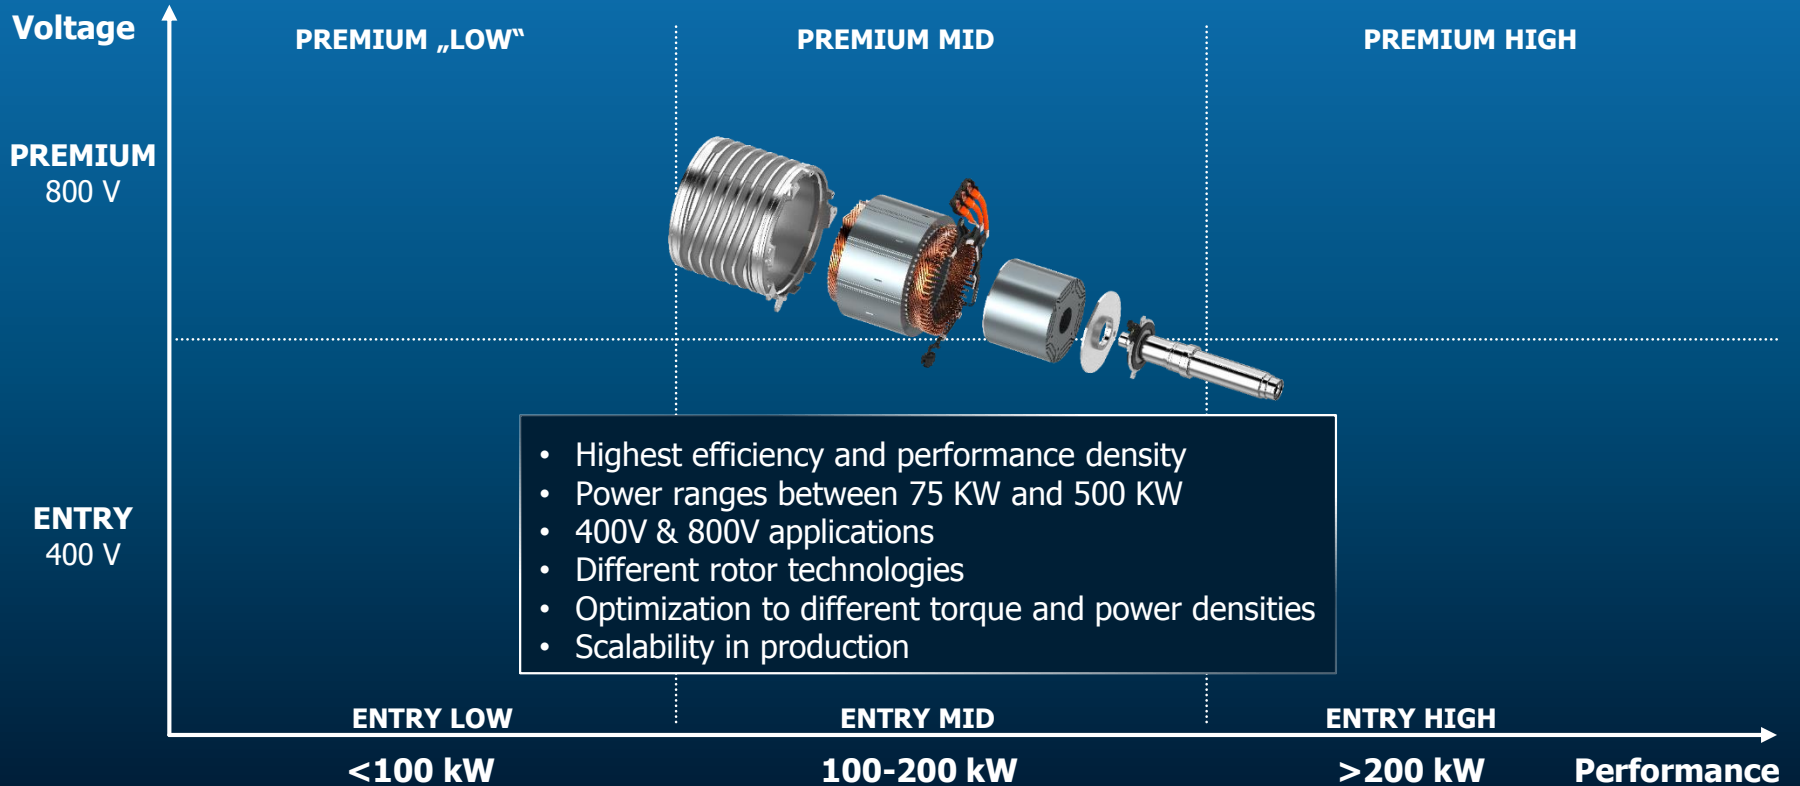 Voltage
PREMIUM „LOW“
PREMIUM MID
PREMIUM HIGH
PREMIUM
800 V
ENTRY
400 V
• Highest efficiency and performance density
• Power ranges between 75 KW and 500 KW
• 400V & 800V applications
• Different rotor technologies
• Optimization to different torque and power densities
• Scalability in production
ENTRY LOW
ENTRY MID
ENTRY HIGH
<100 kW
100-200 kW
>200 kW
Performance